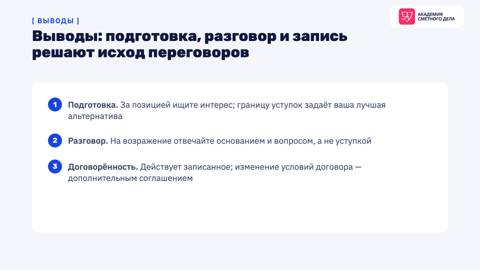 [ ВЫВОДЫ ]
АКАДЕМИЯ
СМЕТНОГО ДЕЛА
Выводы: подготовка, разговор и запись
решают исход переговоров
1 Подготовка. За позицией ищите интерес; границу уступок задаёт ваша лучшая
альтернатива
2 Разговор. На возражение отвечайте основанием и вопросом, а не уступкой
3 Договорённость. Действует записанное; изменение условий договора —
дополнительным соглашением